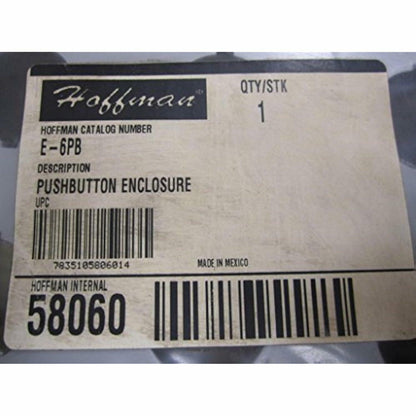 Hoffman®
QTY/STK
1
HOFFMAN CATALOG NUMBER
E-6PB
DESCRIPTION
PUSHBUTTON ENCLOSURE
UPC
7835105806014
MADE IN MEXICO
HOFFMAN INTERNAL
58060